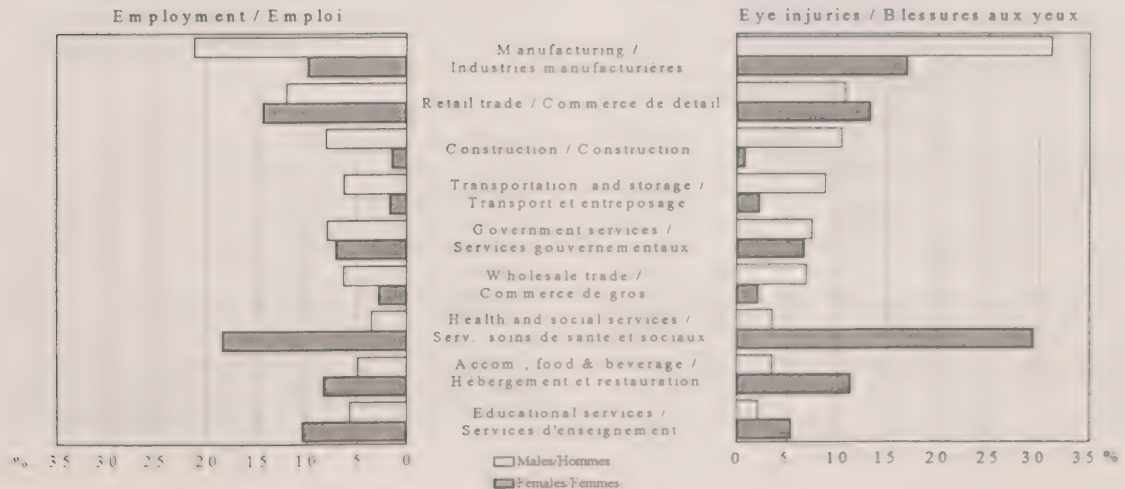 Employment / Emploi
Eye injuries / Blessures aux yeux
Manufacturing /
Industries manufacturières
Retail trade / Commerce de detail
Construction / Construction
Transportation and storage /
Transport et entreposage
Government services /
Services gouvernementaux
Wholesale trade /
Commerce de gros
Health and social services /
Serv. soins de sante et sociaux
Accom , food & beverage /
Hébergement et restauration
Educational services /
Services d'enseignement
% 35 30 25 20 15 10 5 0
0 5 10 15 20 25 30 35 %
Males/Hommes
Females/Femmes